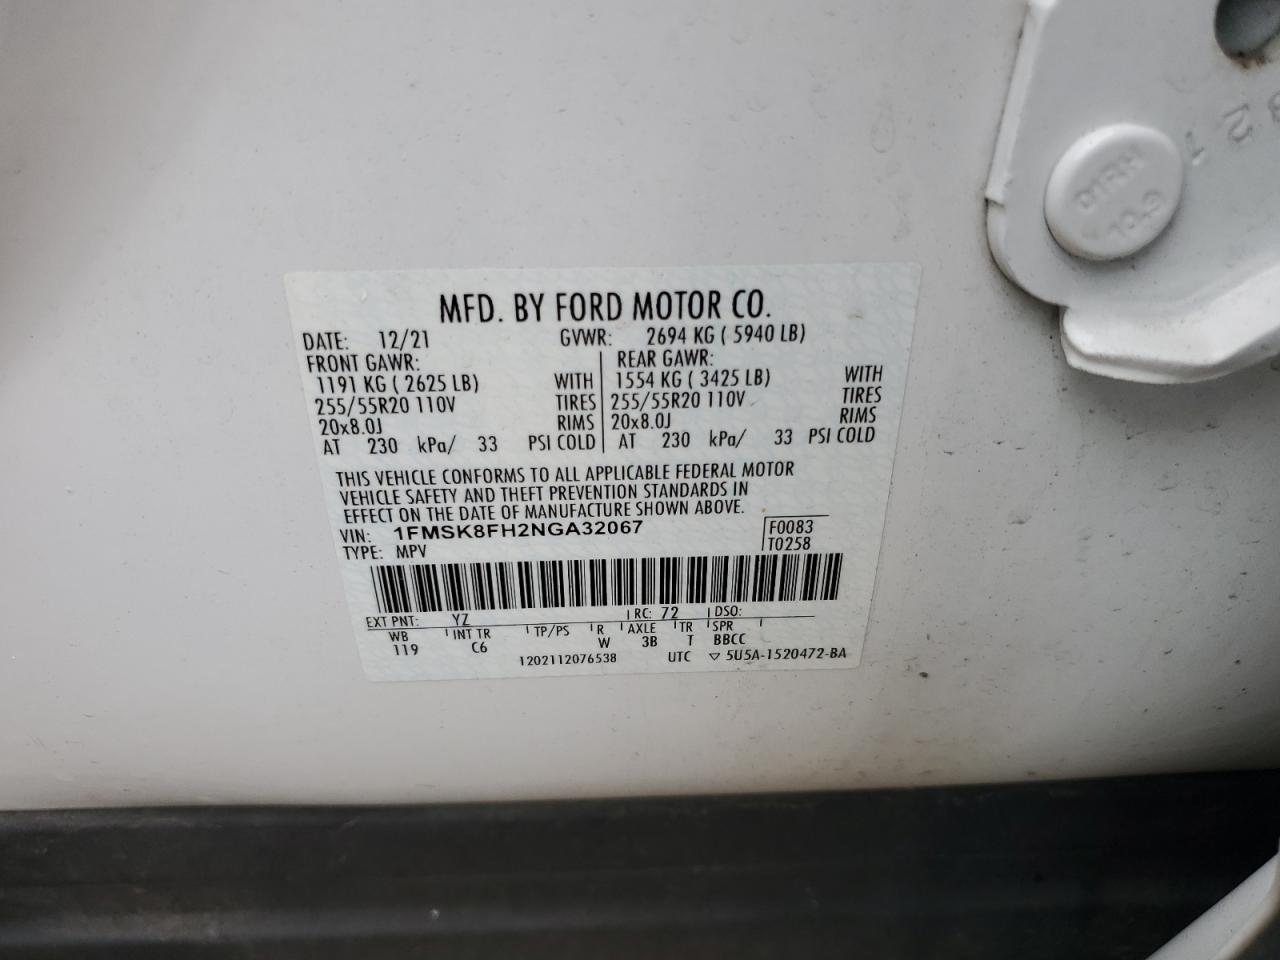 MFD. BY FORD MOTOR CO.
DATE: 12/21 GVWR: 2694 KG ( 5940 LB)
FRONT GAWR: REAR GAWR:
1191 KG ( 2625 LB) WITH 1554 KG ( 3425 LB) WITH
255/55R20 110V TIRES 255/55R20 110V TIRES
20x8.0J RIMS 20x8.0J RIMS
AT 230 kPa/ 33 PSI COLD AT 230 kPa/ 33 PSI COLD
THIS VEHICLE CONFORMS TO ALL APPLICABLE FEDERAL MOTOR
VEHICLE SAFETY AND THEFT PREVENTION STANDARDS IN
EFFECT ON THE DATE OF MANUFACTURE SHOWN ABOVE.
VIN: 1FMSK8FH2NGA32067 F0083
TYPE: MPV T0258
EXT PNT: YZ RC: 72 DSO:
WB INT TR TP/PS R AXLE TR SPR
119 C6 W 3B T BBCC
1202112076538 UTC ▽ 5U5A-1520472-BA
D1RH
10.9